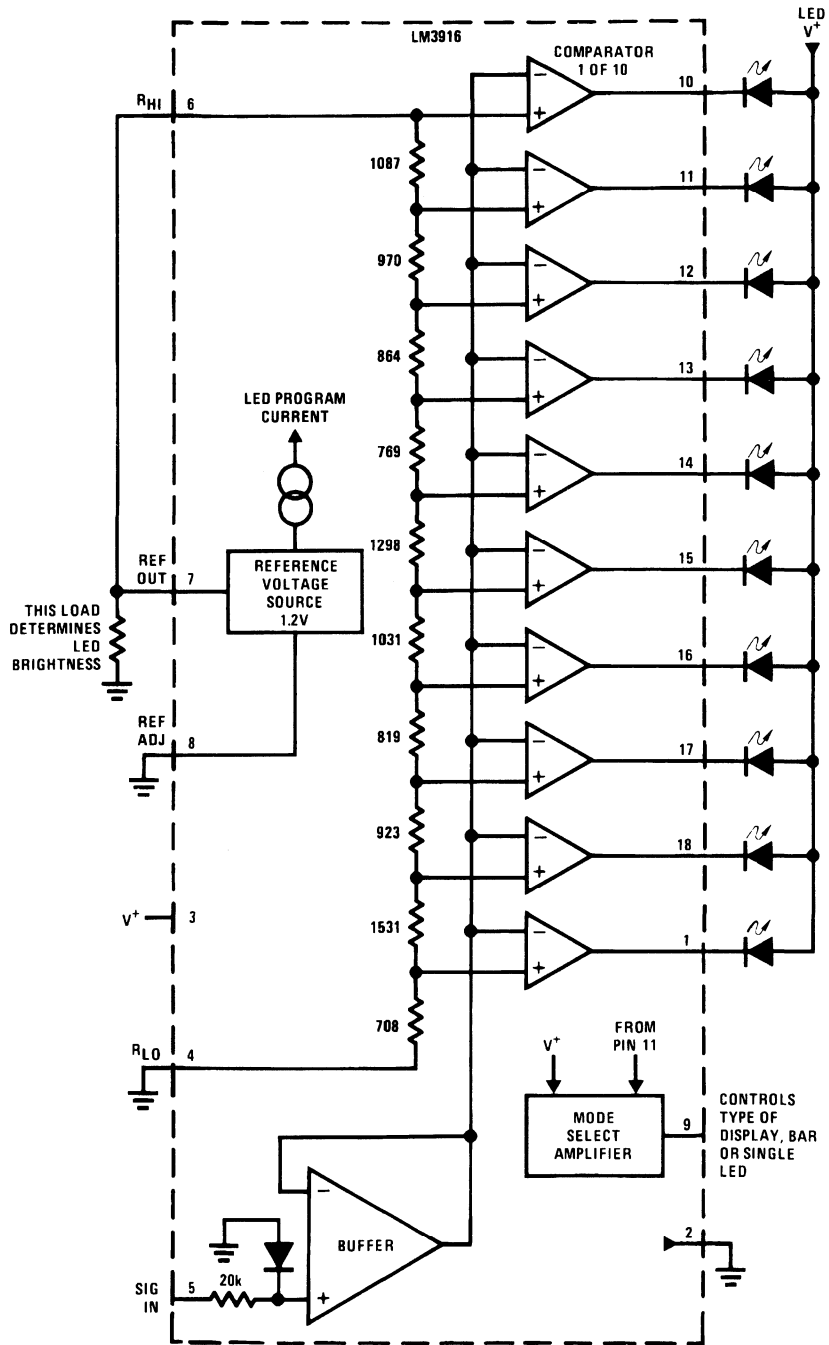 LED
V+
LM3916
COMPARATOR
1 OF 10
10
RHI
6
−
+
1087
11
−
+
970
12
−
+
864
13
−
+
LED PROGRAM
CURRENT
769
14
−
+
1298
15
−
+
REF
OUT
7
REFERENCE
VOLTAGE
SOURCE
1.2V
THIS LOAD
DETERMINES
LED
BRIGHTNESS
1031
16
−
+
REF
ADJ
8
819
17
−
+
923
18
−
+
V+
3
1531
1
−
+
708
RLO
4
V+
FROM
PIN 11
MODE
SELECT
AMPLIFIER
9
CONTROLS
TYPE OF
DISPLAY, BAR
OR SINGLE
LED
−
BUFFER
+
2
SIG
IN
5
20k